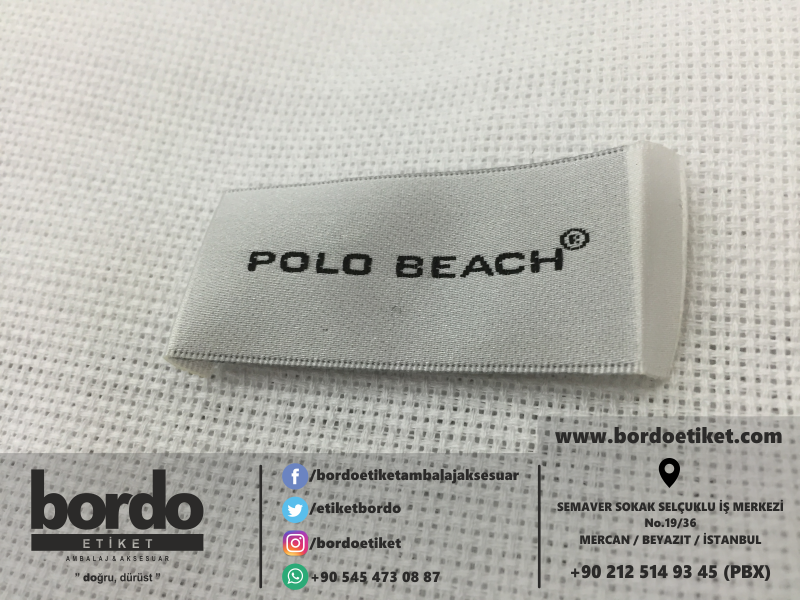 POLO BEACH®
www.bordoetiket.com
bordo
ETİKET
AMBALAJ & AKSESUAR
" doğru, dürüst "
/bordoetiketambalajaksesuar
/etiketbordo
/bordoetiket
+90 545 473 08 87
SEMAVER SOKAK SELÇUKLU İŞ MERKEZİ
No.19/36
MERCAN / BEYAZIT / İSTANBUL
+90 212 514 93 45 (PBX)